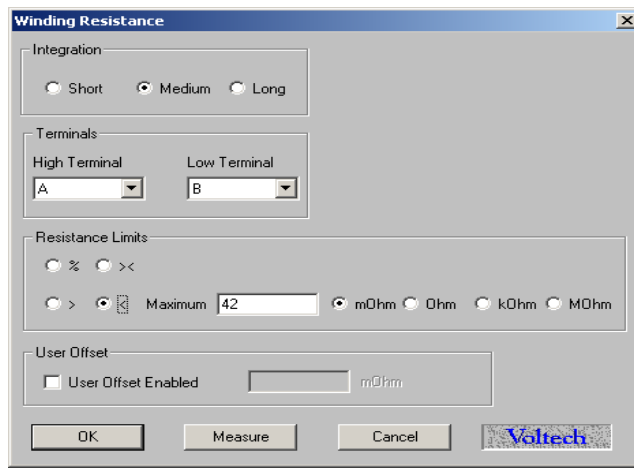 Winding Resistance
Integration
Short Medium Long
Terminals
High Terminal Low Terminal
A B
Resistance Limits
% ><
> < Maximum 42 mOhm Ohm kOhm MOhm
User Offset
User Offset Enabled mOhm
OK Measure Cancel Voltech